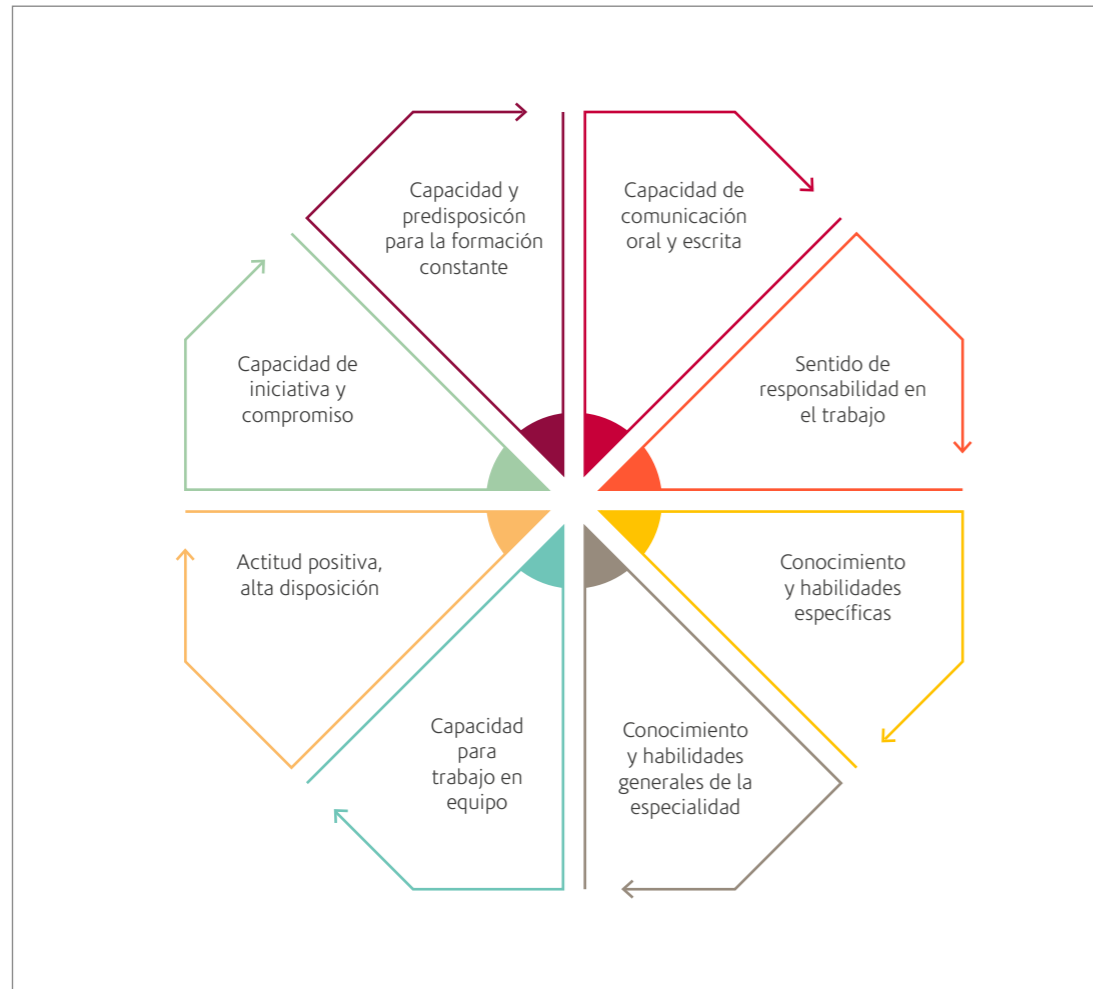 Capacidad y
predisposicón
para la formación
constante
Capacidad de
comunicación
oral y escrita
Capacidad de
iniciativa y
compromiso
Sentido de
responsabilidad en
el trabajo
Actitud positiva,
alta disposición
Conocimiento
y habilidades
específicas
Capacidad
para
trabajo en
equipo
Conocimiento
y habilidades
generales de la
especialidad